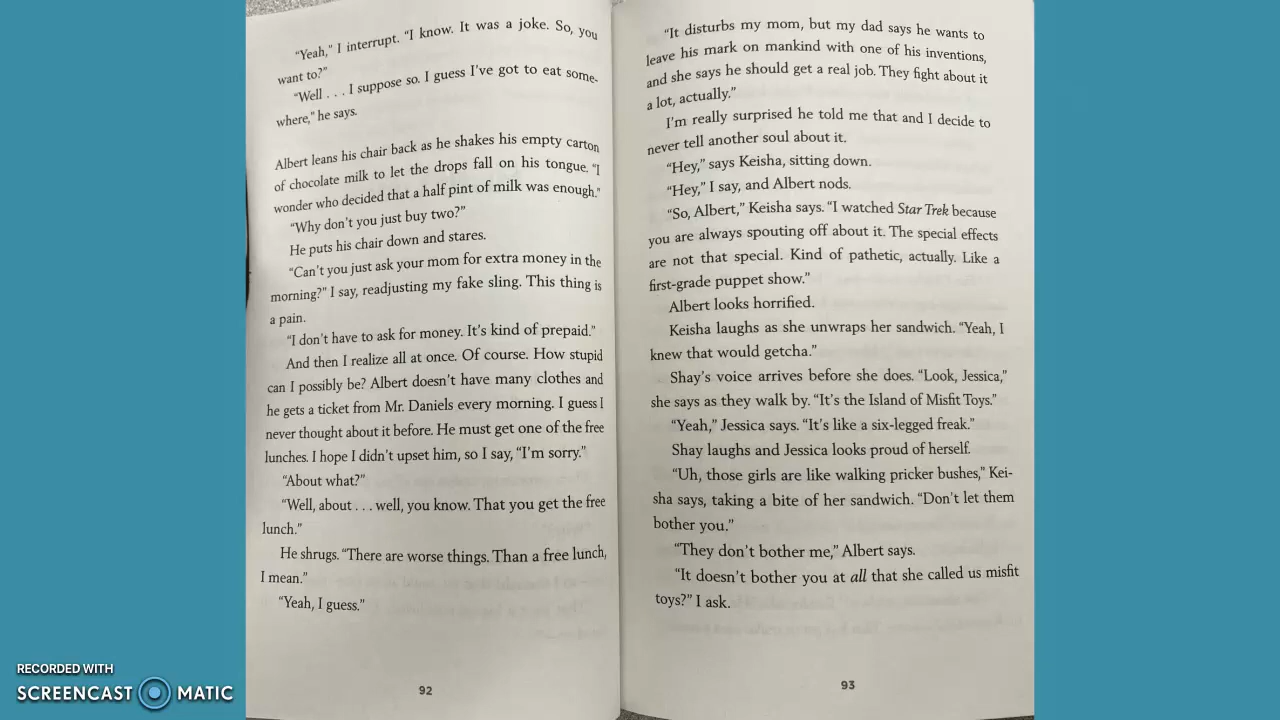 "Yeah," I interrupt. "I know. It was a joke. So, you
want to?"
"Well . . . I suppose so. I guess I've got to eat some-
where," he says.
Albert leans his chair back as he shakes his empty carton
of chocolate milk to let the drops fall on his tongue. "I
wonder who decided that a half pint of milk was enough."
"Why don't you just buy two?"
He puts his chair down and stares.
"Can't you just ask your mom for extra money in the
morning?" I say, readjusting my fake sling. This thing is
a pain.
"I don't have to ask for money. It's kind of prepaid."
And then I realize all at once. Of course. How stupid
can I possibly be? Albert doesn't have many clothes and
he gets a ticket from Mr. Daniels every morning. I guess I
never thought about it before. He must get one of the free
lunches. I hope I didn't upset him, so I say, "I'm sorry."
"About what?"
"Well, about . . . well, you know. That you get the free
lunch."
He shrugs. "There are worse things. Than a free lunch,
I mean."
"Yeah, I guess."
92
"It disturbs my mom, but my dad says he wants to
leave his mark on mankind with one of his inventions,
and she says he should get a real job. They fight about it
a lot, actually."
I'm really surprised he told me that and I decide to
never tell another soul about it.
"Hey," says Keisha, sitting down.
"Hey," I say, and Albert nods.
"So, Albert," Keisha says. "I watched Star Trek because
you are always spouting off about it. The special effects
are not that special. Kind of pathetic, actually. Like a
first-grade puppet show."
Albert looks horrified.
Keisha laughs as she unwraps her sandwich. "Yeah, I
knew that would getcha."
Shay's voice arrives before she does. "Look, Jessica,"
she says as they walk by. "It's the Island of Misfit Toys."
"Yeah," Jessica says. "It's like a six-legged freak."
Shay laughs and Jessica looks proud of herself.
"Uh, those girls are like walking pricker bushes," Kei-
sha says, taking a bite of her sandwich. "Don't let them
bother you."
"They don't bother me," Albert says.
"It doesn't bother you at all that she called us misfit
toys?" I ask.
93
RECORDED WITH
SCREENCAST MATIC